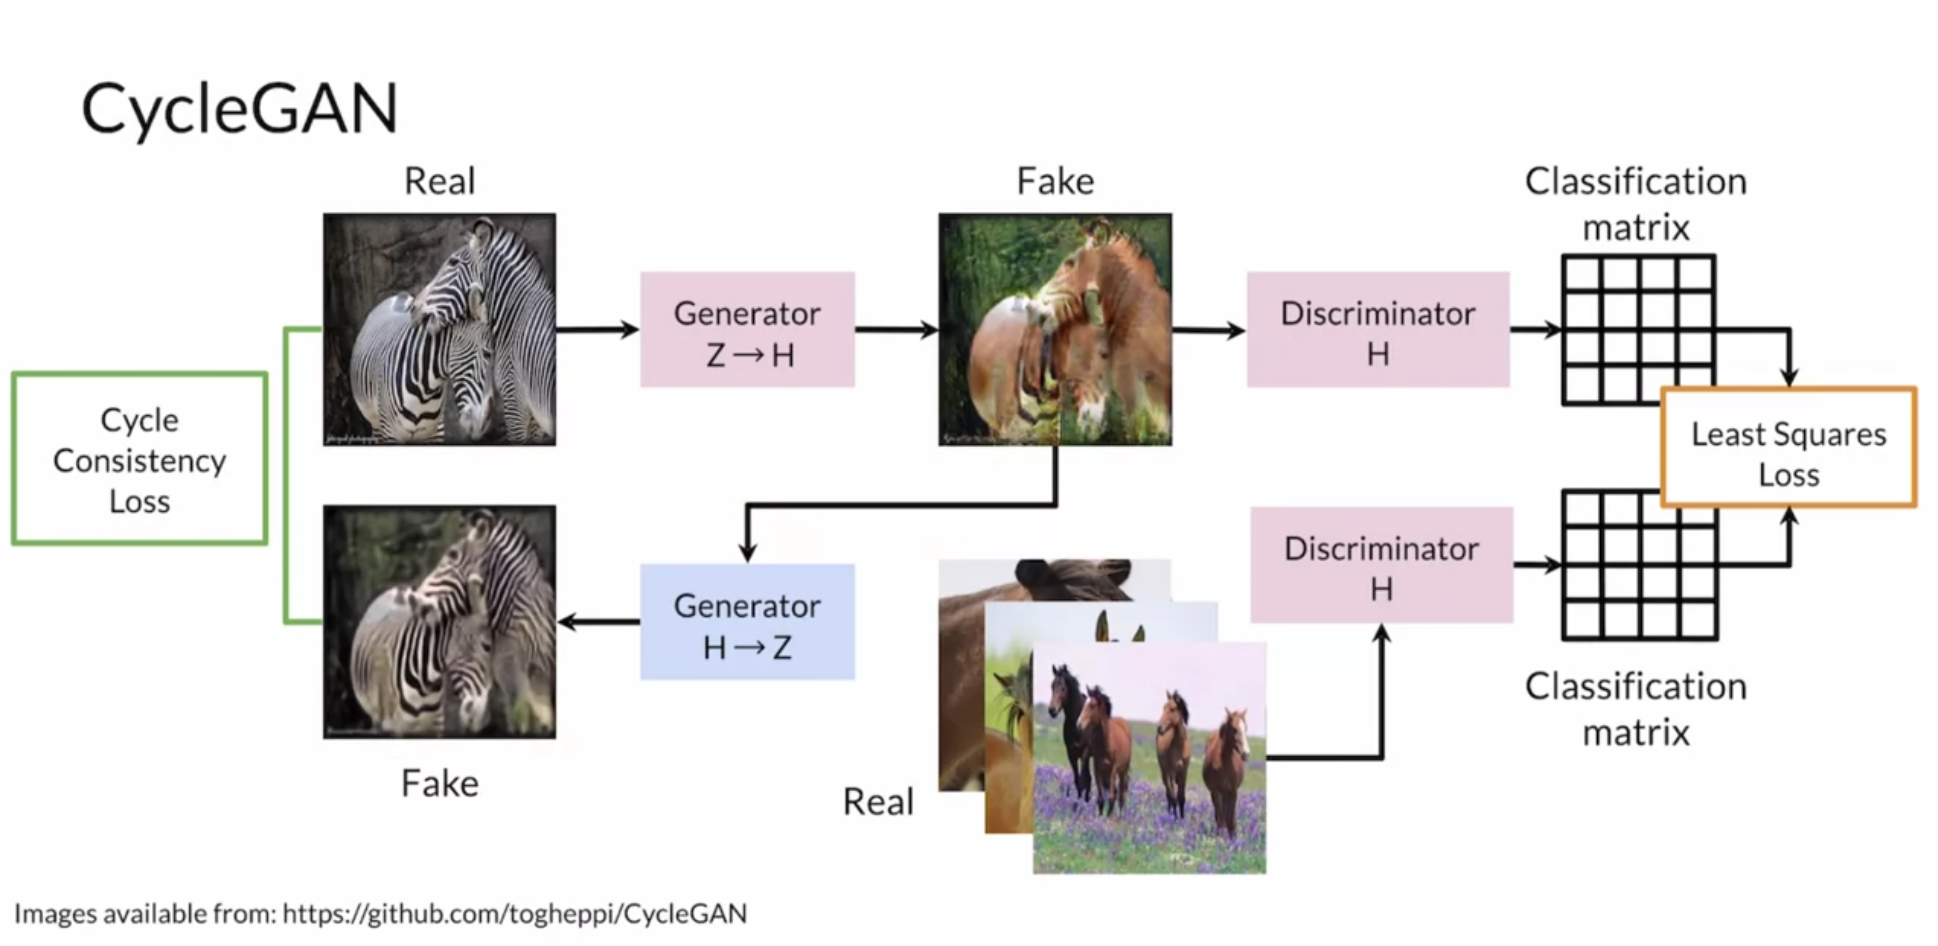 CycleGAN
Real
Fake
Classification
matrix
Generator
Z → H
Discriminator
H
Cycle
Consistency
Loss
Least Squares
Loss
Generator
H → Z
Discriminator
H
Classification
matrix
Fake
Real
Images available from: https://github.com/togheppi/CycleGAN